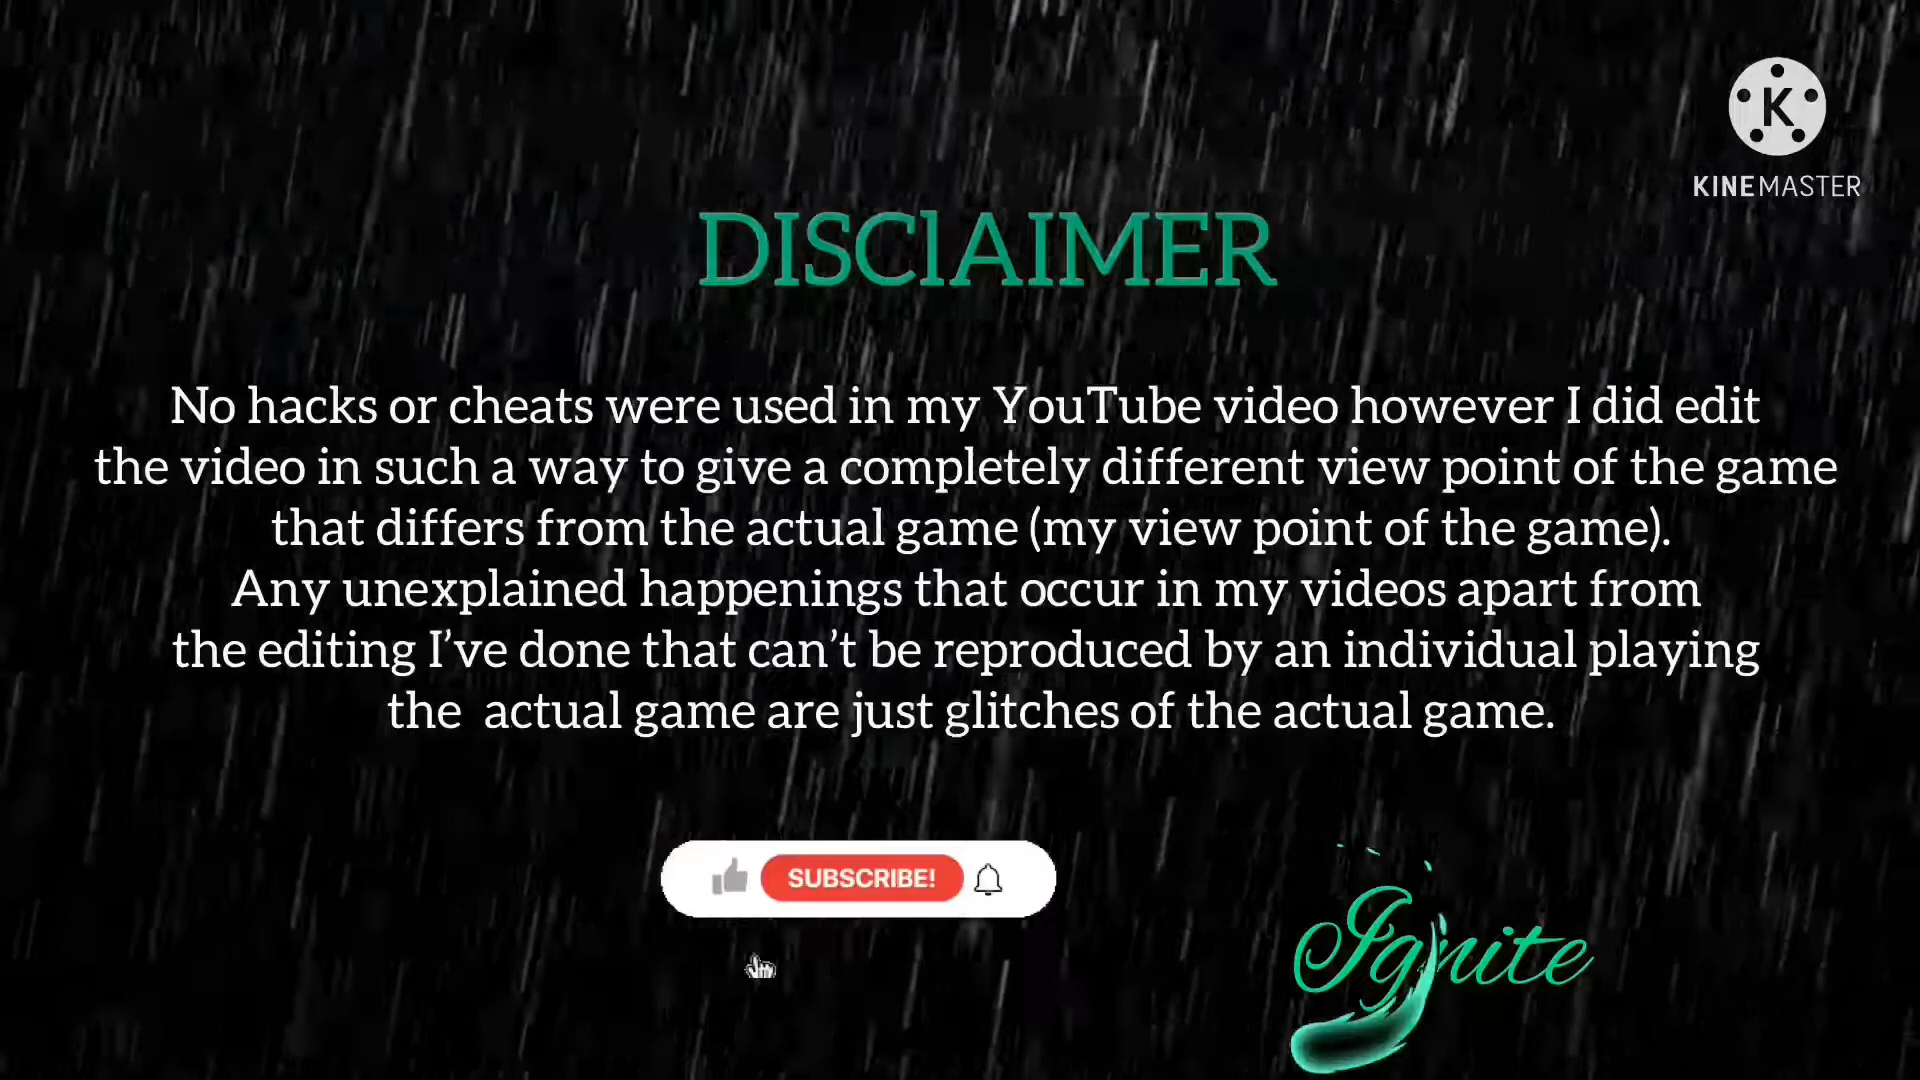 K
KINEMASTER
DISClAIMER
No hacks or cheats were used in my YouTube video however I did edit
the video in such a way to give a completely different view point of the game
that differs from the actual game (my view point of the game).
Any unexplained happenings that occur in my videos apart from
the editing I’ve done that can’t be reproduced by an individual playing
the  actual game are just glitches of the actual game.
SUBSCRIBE!
Ignite